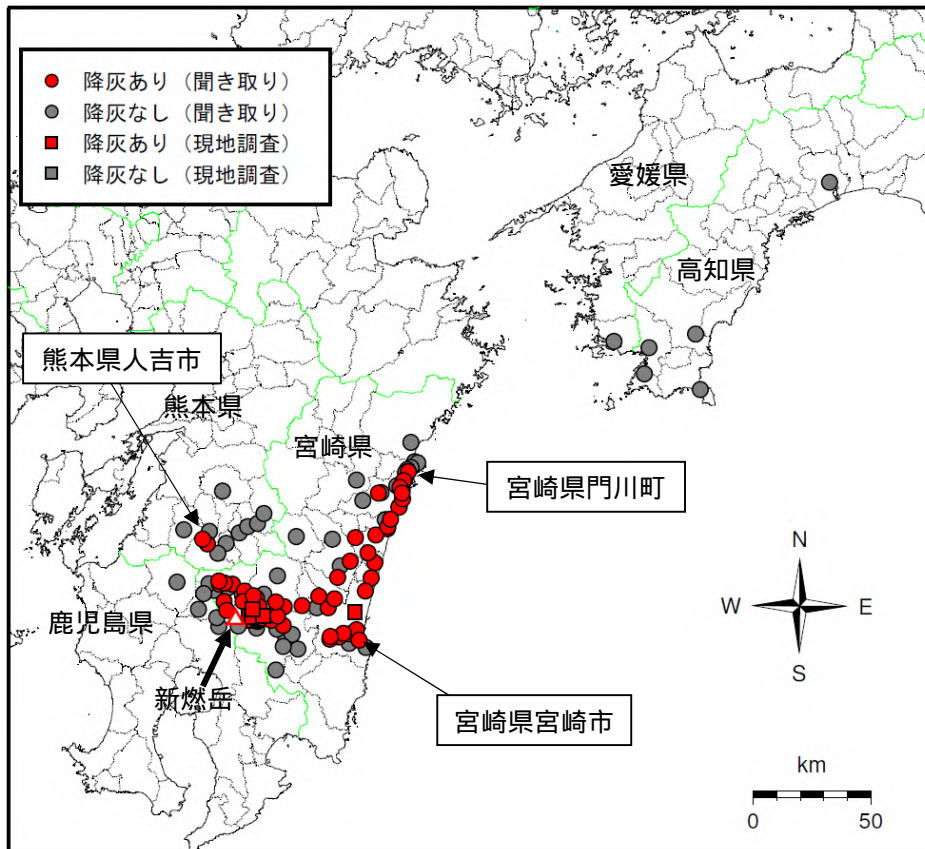 降灰あり（聞き取り）
降灰なし（聞き取り）
降灰あり（現地調査）
降灰なし（現地調査）
愛媛県
高知県
熊本県人吉市
熊本県
宮崎県
宮崎県門川町
N
W
E
S
鹿児島県
新燃岳
宮崎県宮崎市
km
0
50